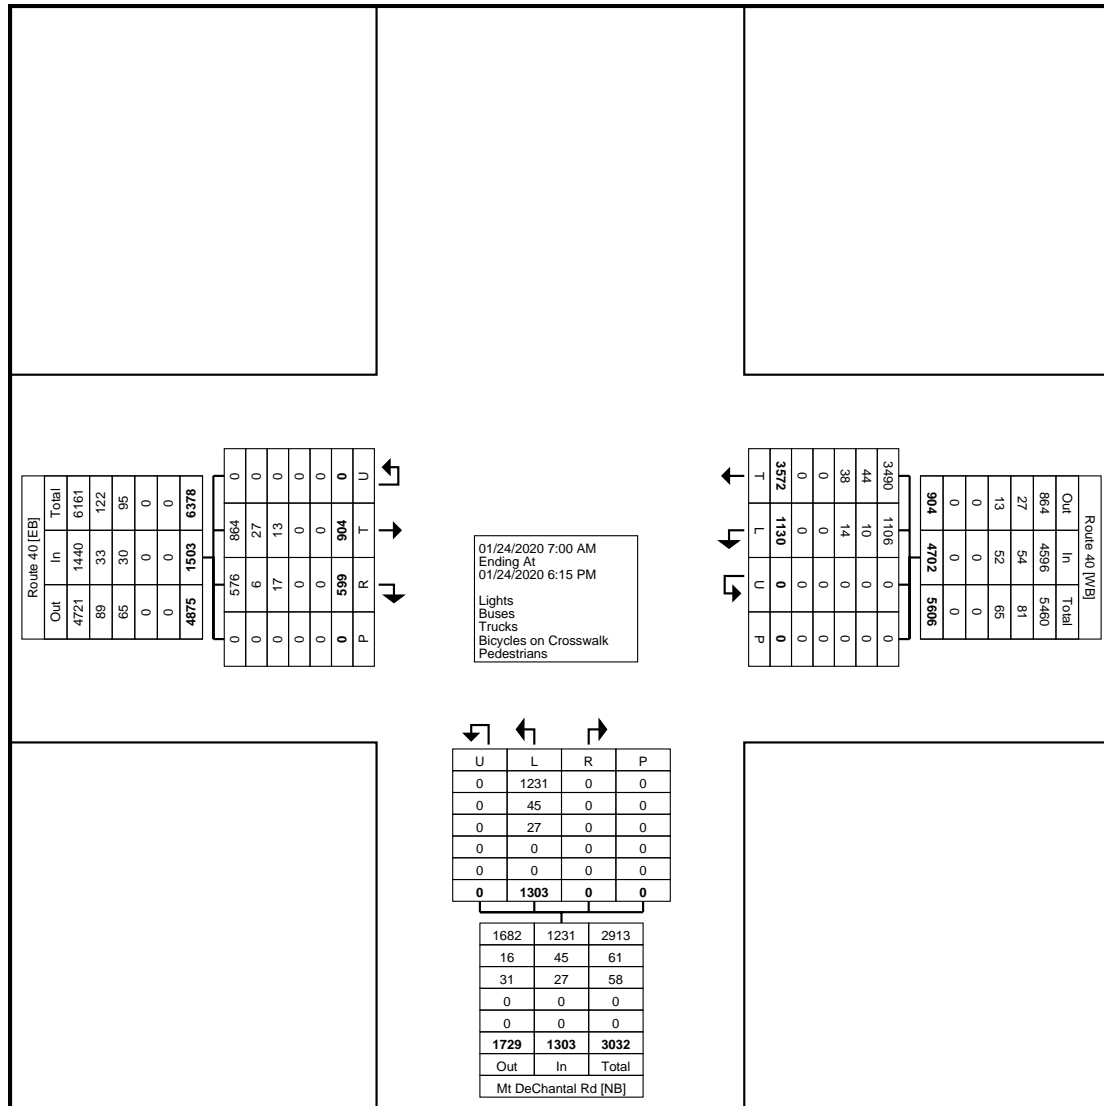 Route 40 [EB]
Total 6161 122 95 0 0 6378
In 1440 33 30 0 0 1503
Out 4721 89 65 0 0 4875
0 0 0 0 0 0 U
864 27 13 0 0 904 T
576 6 17 0 0 599 R
0 0 0 0 0 0 P
01/24/2020 7:00 AM
Ending At
01/24/2020 6:15 PM
Lights
Buses
Trucks
Bicycles on Crosswalk
Pedestrians
T 3572 0 0 38 44 3490
L 1130 0 0 14 10 1106
U 0 0 0 0 0 0
P 0 0 0 0 0 0
Route 40 [WB]
904 0 0 13 27 864 Out
4702 0 0 52 54 4596 In
5606 0 0 65 81 5460 Total
U L R P
0 1231 0 0
0 45 0 0
0 27 0 0
0 0 0 0
0 0 0 0
0 1303 0 0
1682 1231 2913
16 45 61
31 27 58
0 0 0
0 0 0
1729 1303 3032
Out In Total
Mt DeChantal Rd [NB]